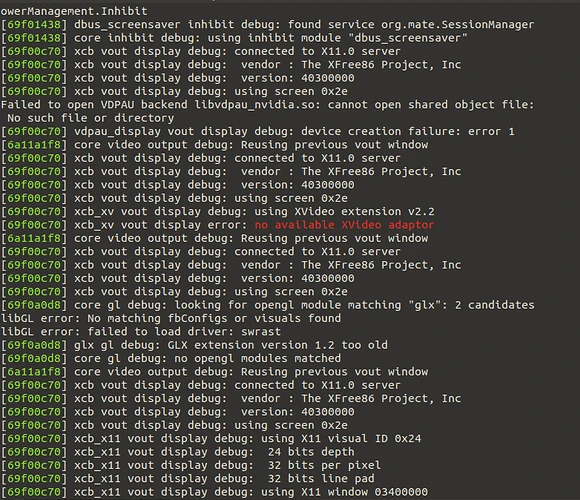 owerManagement.Inhibit
[69f01438] dbus_screensaver inhibit debug: found service org.mate.SessionManager
[69f01438] core inhibit debug: using inhibit module "dbus_screensaver"
[69f00c70] xcb vout display debug: connected to X11.0 server
[69f00c70] xcb vout display debug:  vendor : The XFree86 Project, Inc
[69f00c70] xcb vout display debug:  version: 40300000
[69f00c70] xcb vout display debug: using screen 0x2e
Failed to open VDPAU backend libvdpau_nvidia.so: cannot open shared object file:
 No such file or directory
[69f00c70] vdpau_display vout display debug: device creation failure: error 1
[6a11a1f8] core video output debug: Reusing previous vout window
[69f00c70] xcb vout display debug: connected to X11.0 server
[69f00c70] xcb vout display debug:  vendor : The XFree86 Project, Inc
[69f00c70] xcb vout display debug:  version: 40300000
[69f00c70] xcb vout display debug: using screen 0x2e
[69f00c70] xcb_xv vout display debug: using XVideo extension v2.2
[69f00c70] xcb_xv vout display error: no available XVideo adaptor
[6a11a1f8] core video output debug: Reusing previous vout window
[69f00c70] xcb vout display debug: connected to X11.0 server
[69f00c70] xcb vout display debug:  vendor : The XFree86 Project, Inc
[69f00c70] xcb vout display debug:  version: 40300000
[69f00c70] xcb vout display debug: using screen 0x2e
[69f0a0d8] core gl debug: looking for opengl module matching "glx": 2 candidates
libGL error: No matching fbConfigs or visuals found
libGL error: failed to load driver: swrast
[69f0a0d8] glx gl debug: GLX extension version 1.2 too old
[69f0a0d8] core gl debug: no opengl modules matched
[6a11a1f8] core video output debug: Reusing previous vout window
[69f00c70] xcb vout display debug: connected to X11.0 server
[69f00c70] xcb vout display debug:  vendor : The XFree86 Project, Inc
[69f00c70] xcb vout display debug:  version: 40300000
[69f00c70] xcb vout display debug: using screen 0x2e
[69f00c70] xcb_x11 vout display debug: using X11 visual ID 0x24
[69f00c70] xcb_x11 vout display debug:  24 bits depth
[69f00c70] xcb_x11 vout display debug:  32 bits per pixel
[69f00c70] xcb_x11 vout display debug:  32 bits line pad
[69f00c70] xcb_x11 vout display debug: using X11 window 03400000